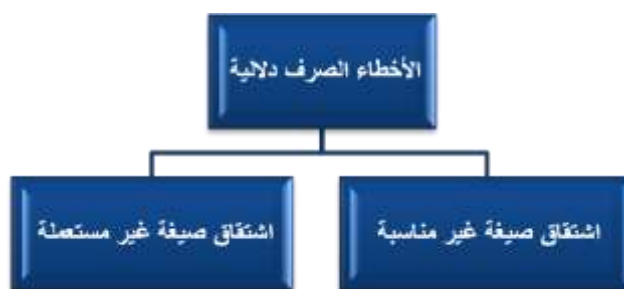 الأخطاء الصرف دلالية
اشتقاق صيغة غير مناسبة
اشتقاق صيغة غير مستعملة